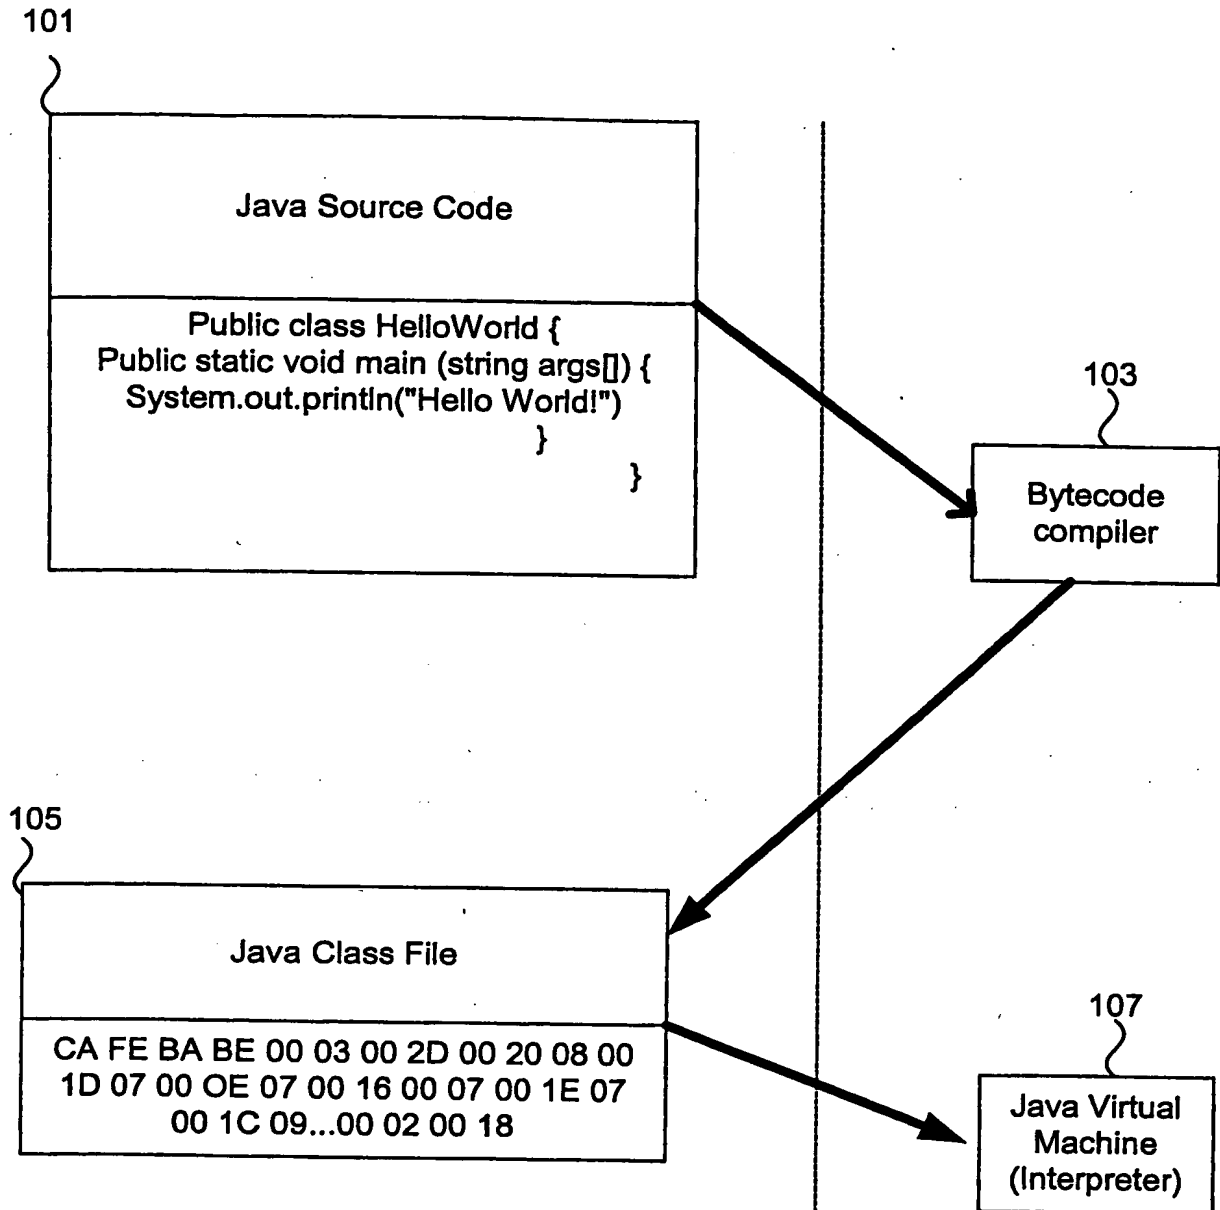 101
Java Source Code
Public class HelloWorld {
Public static void main (string args[]) {
System.out.println("Hello World!")
}
}
103
Bytecode
compiler
105
Java Class File
CA FE BA BE 00 03 00 2D 00 20 08 00
1D 07 00 OE 07 00 16 00 07 00 1E 07
00 1C 09...00 02 00 18
107
Java Virtual
Machine
(Interpreter)